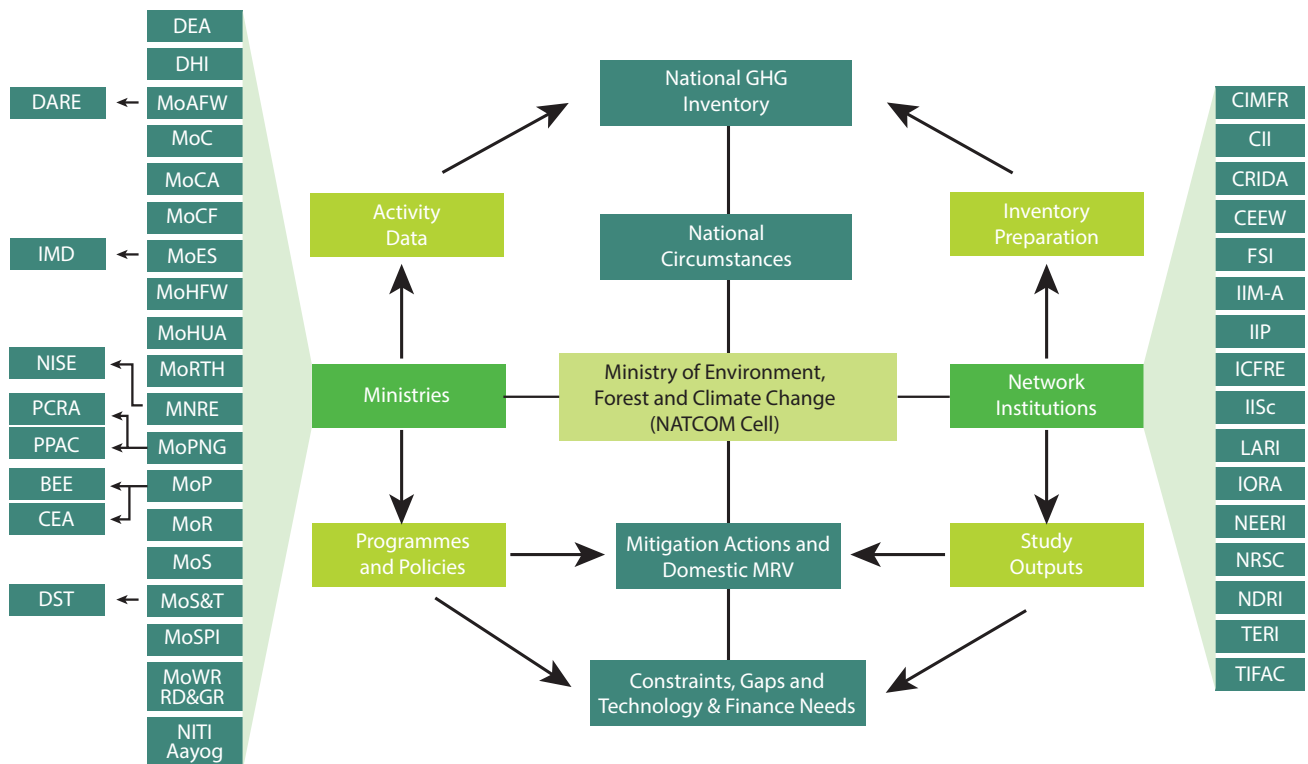 DEA
DHI
MoAFW
MoC
MoCA
MoCF
MoES
MoHFW
MoHUA
MoRTH
MNRE
MoPNG
MoP
MoR
MoS
MoS&T
MoSPI
MoWR
RD&GR
NITI
Aayog
DARE
IMD
NISE
PCRA
PPAC
BEE
CEA
DST
Activity
Data
Ministries
Programmes
and Policies
National GHG
Inventory
National
Circumstances
Ministry of Environment,
Forest and Climate Change
(NATCOM Cell)
Mitigation Actions and
Domestic MRV
Constraints, Gaps and
Technology & Finance Needs
Inventory
Preparation
Network
Institutions
Study
Outputs
CIMFR
CII
CRIDA
CEEW
FSI
IIM-A
IIP
ICFRE
IISc
LARI
IORA
NEERI
NRSC
NDRI
TERI
TIFAC